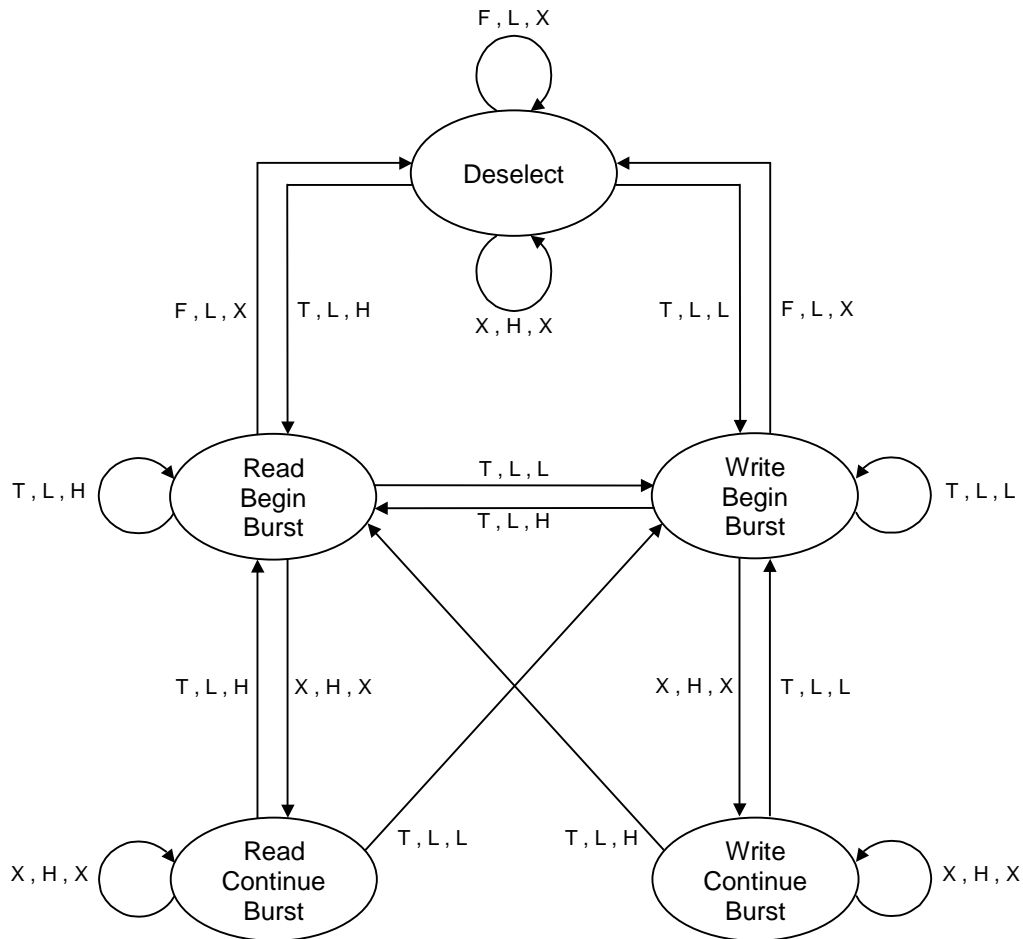 F , L , X
Deselect
X , H , X
F , L , X
T , L , H
T , L , L
F , L , X
T , L , H
Read
Begin
Burst
T , L , L
T , L , H
Write
Begin
Burst
T , L , L
T , L , H
X , H , X
X , H , X
T , L , L
X , H , X
Read
Continue
Burst
T , L , L
T , L , H
Write
Continue
Burst
X , H , X